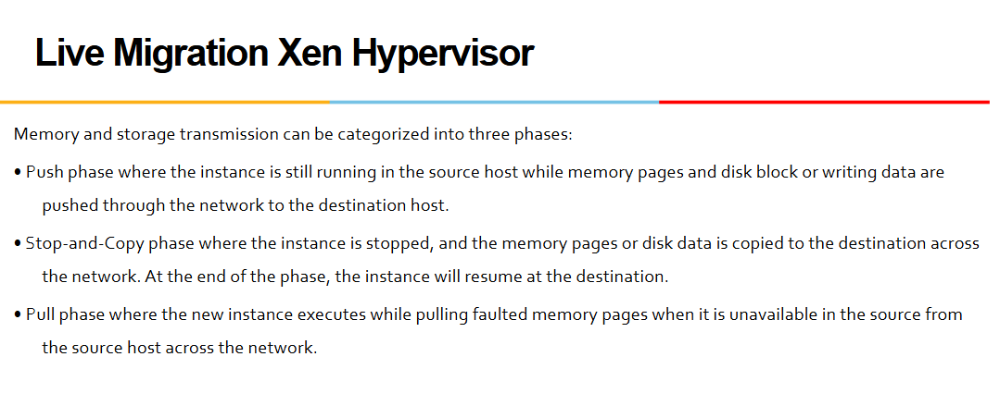 Live Migration Xen Hypervisor
Memory and storage transmission can be categorized into three phases:
• Push phase where the instance is still running in the source host while memory pages and disk block or writing data are
pushed through the network to the destination host.
• Stop-and-Copy phase where the instance is stopped, and the memory pages or disk data is copied to the destination across
the network. At the end of the phase, the instance will resume at the destination.
• Pull phase where the new instance executes while pulling faulted memory pages when it is unavailable in the source from
the source host across the network.